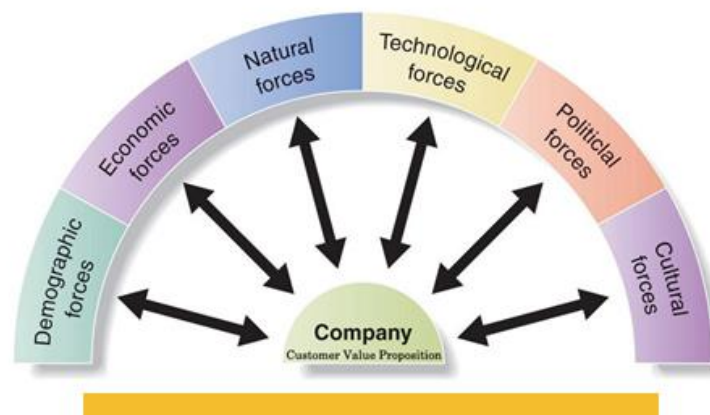 Demographic
forces
Economic
forces
Natural
forces
Technological
forces
Politiclal
forces
Cultural
forces
Company
Customer Value Proposition